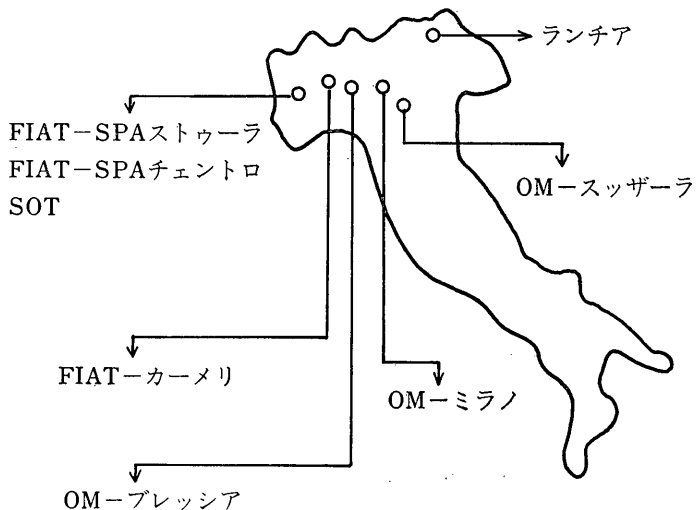 ランチア
FIAT－SPAストゥーラ
FIAT－SPAチェントロ
SOT
OM－スッザーラ
FIAT－カーメリ
OM－ミラノ
OM－ブレッシア